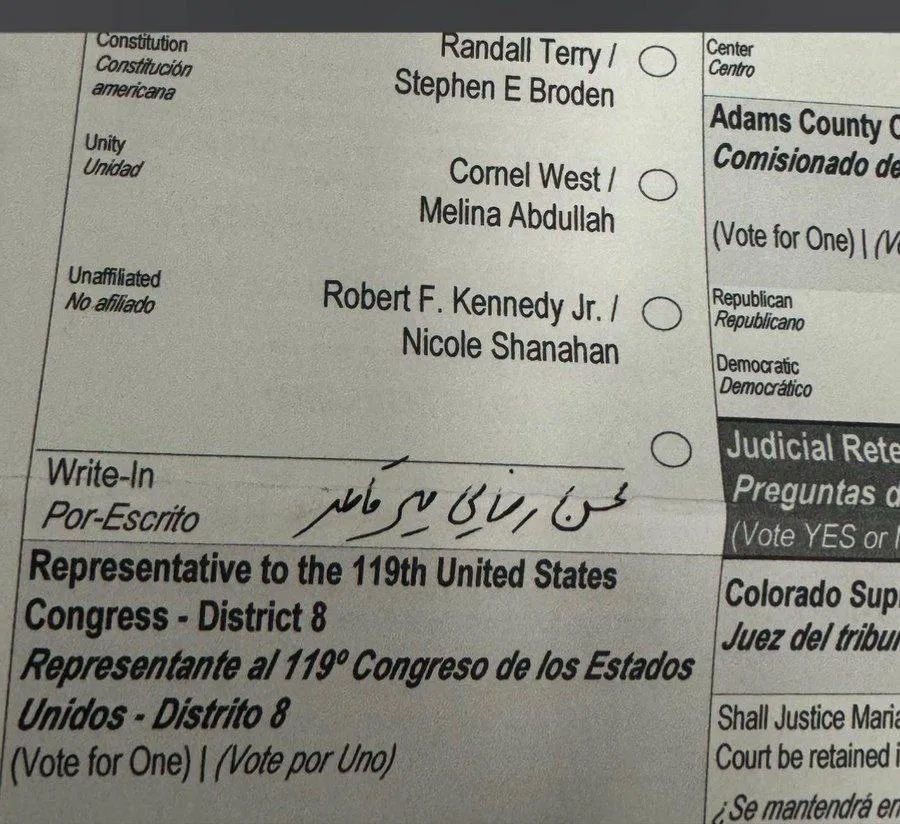 Constitution
Constitución
americana
Randall Terry /
Stephen E Broden
Unity
Unidad
Cornel West /
Melina Abdullah
Unaffiliated
No afiliado
Robert F. Kennedy Jr. /
Nicole Shanahan
Write-In
Por-Escrito
محسن رضایی میرقائد
Representative to the 119th United States
Congress - District 8
Representante al 119º Congreso de los Estados
Unidos - Distrito 8
(Vote for One) | (Vote por Uno)
Center
Centro
Adams County C
Comisionado de
(Vote for One) | (Vo
Republican
Republicano
Democratic
Democrático
Judicial Rete
Preguntas d
(Vote YES or
Colorado Sup
Juez del tribu
Shall Justice Maria
Court be retained i
¿Se mantendrá en